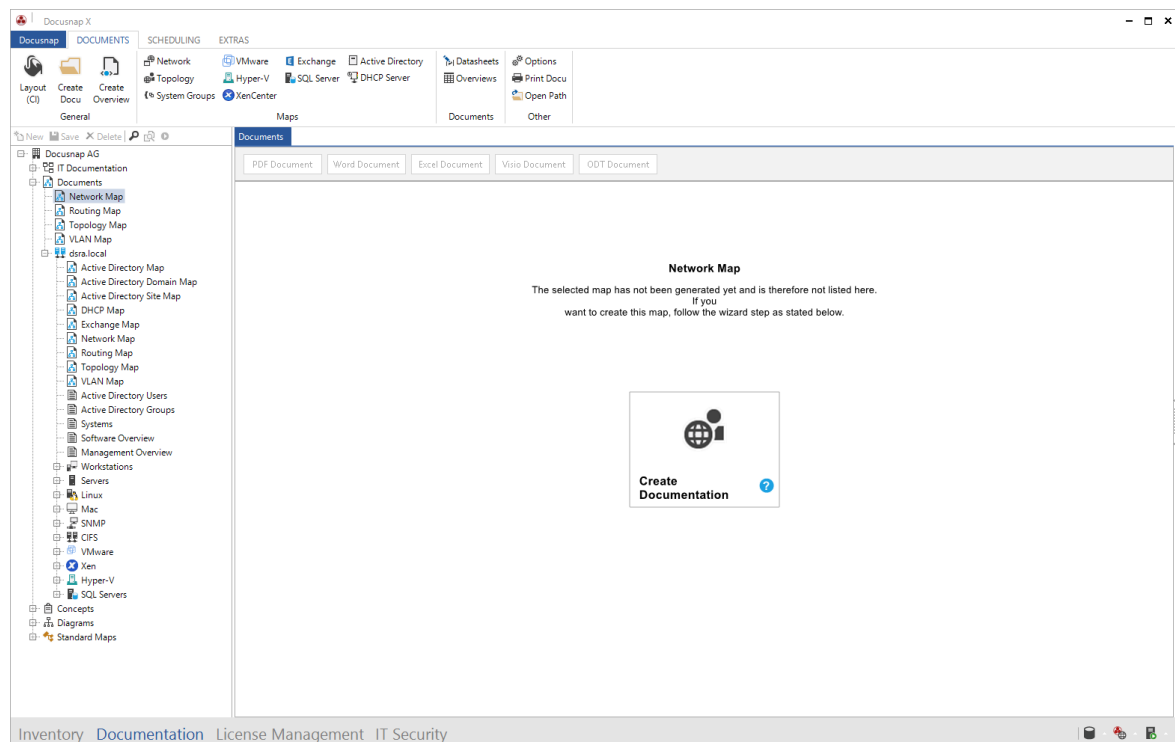 Docusnap X
Docusnap DOCUMENTS SCHEDULING EXTRAS
Layout (CI)
Create Docu
Create Overview
General
Network
Topology
System Groups
VMware
Hyper-V
XenCenter
Exchange
SQL Server
Active Directory
DHCP Server
Maps
Datasheets
Overviews
Documents
Options
Print Docu
Open Path
Other
New Save Delete
Documents
PDF Document Word Document Excel Document Visio Document ODT Document
Docusnap AG
IT Documentation
Documents
Network Map
Routing Map
Topology Map
VLAN Map
dsra.local
Active Directory Map
Active Directory Domain Map
Active Directory Site Map
DHCP Map
Exchange Map
Network Map
Routing Map
Topology Map
VLAN Map
Active Directory Users
Active Directory Groups
Systems
Software Overview
Management Overview
Workstations
Servers
Linux
Mac
SNMP
CIFS
VMware
Xen
Hyper-V
SQL Servers
Concepts
Diagrams
Standard Maps
Network Map
The selected map has not been generated yet and is therefore not listed here.
If you
want to create this map, follow the wizard step as stated below.
Create
Documentation
?
Inventory Documentation License Management IT Security